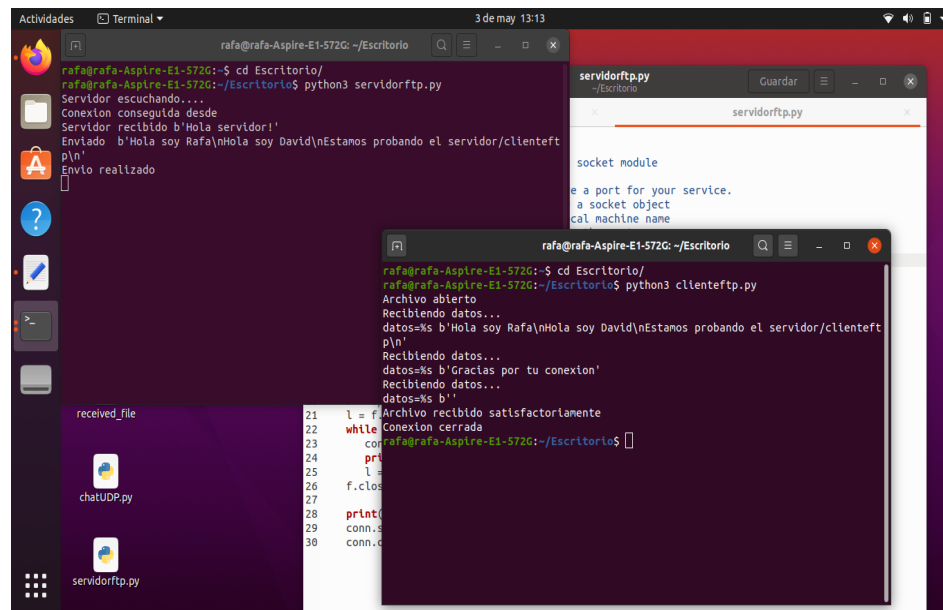 Actividades Terminal 3 de may 13:13
rafa@rafa-Aspire-E1-572G: ~/Escritorio
rafa@rafa-Aspire-E1-572G:~$ cd Escritorio/
rafa@rafa-Aspire-E1-572G:~/Escritorio$ python3 servidorftp.py
Servidor escuchando....
Conexion conseguida desde
Servidor recibido b'Hola servidor!'
Enviado  b'Hola soy Rafa\nHola soy David\nEstamos probando el servidor/clienteft
p\n'
Envio realizado
servidorftp.py
~/Escritorio
Guardar
servidorftp.py
socket module
e a port for your service.
a socket object
cal machine name
rafa@rafa-Aspire-E1-572G: ~/Escritorio
rafa@rafa-Aspire-E1-572G:~$ cd Escritorio/
rafa@rafa-Aspire-E1-572G:~/Escritorio$ python3 clienteftp.py
Archivo abierto
Recibiendo datos...
datos=%s b'Hola soy Rafa\nHola soy David\nEstamos probando el servidor/clienteft
p\n'
Recibiendo datos...
datos=%s b'Gracias por tu conexion'
Recibiendo datos...
datos=%s b''
Archivo recibido satisfactoriamente
Conexion cerrada
rafa@rafa-Aspire-E1-572G:~/Escritorio$
received_file
chatUDP.py
servidorftp.py
21 l = f.
22 while
23 con
24 pri
25 l =
26 f.clos
27
28 print(
29 conn.s
30 conn.c